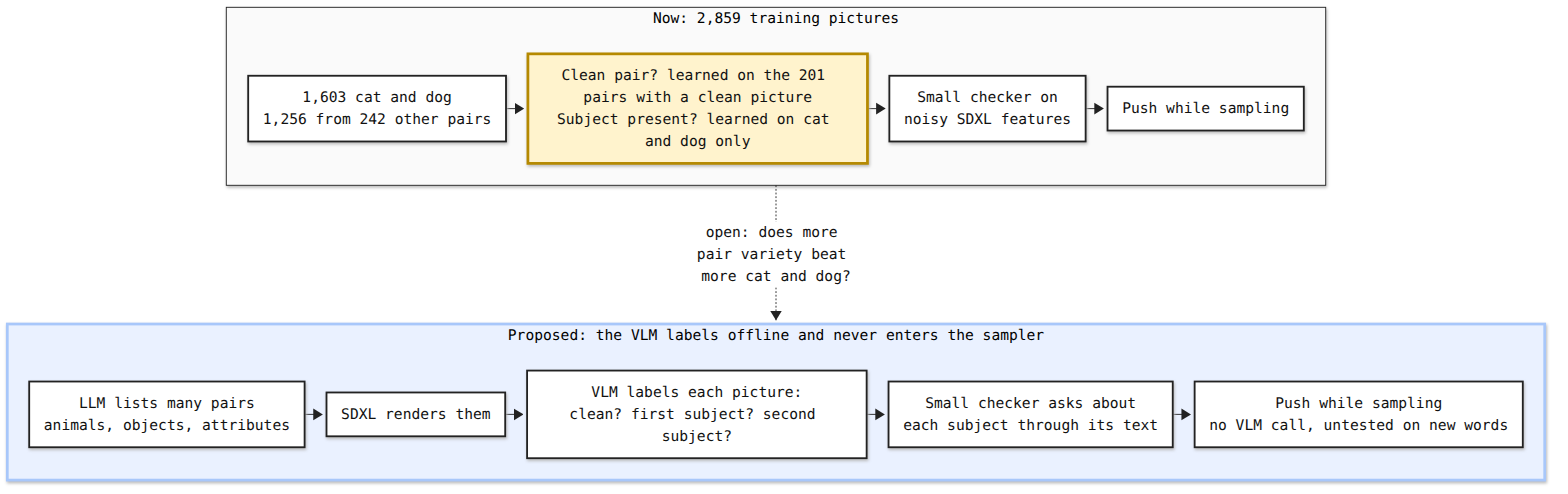 Now: 2,859 training pictures
1,603 cat and dog
1,256 from 242 other pairs
Clean pair? learned on the 201
pairs with a clean picture
Subject present? learned on cat
and dog only
Small checker on
noisy SDXL features
Push while sampling
open: does more
pair variety beat
more cat and dog?
Proposed: the VLM labels offline and never enters the sampler
LLM lists many pairs
animals, objects, attributes
SDXL renders them
VLM labels each picture:
clean? first subject? second
subject?
Small checker asks about
each subject through its text
Push while sampling
no VLM call, untested on new words